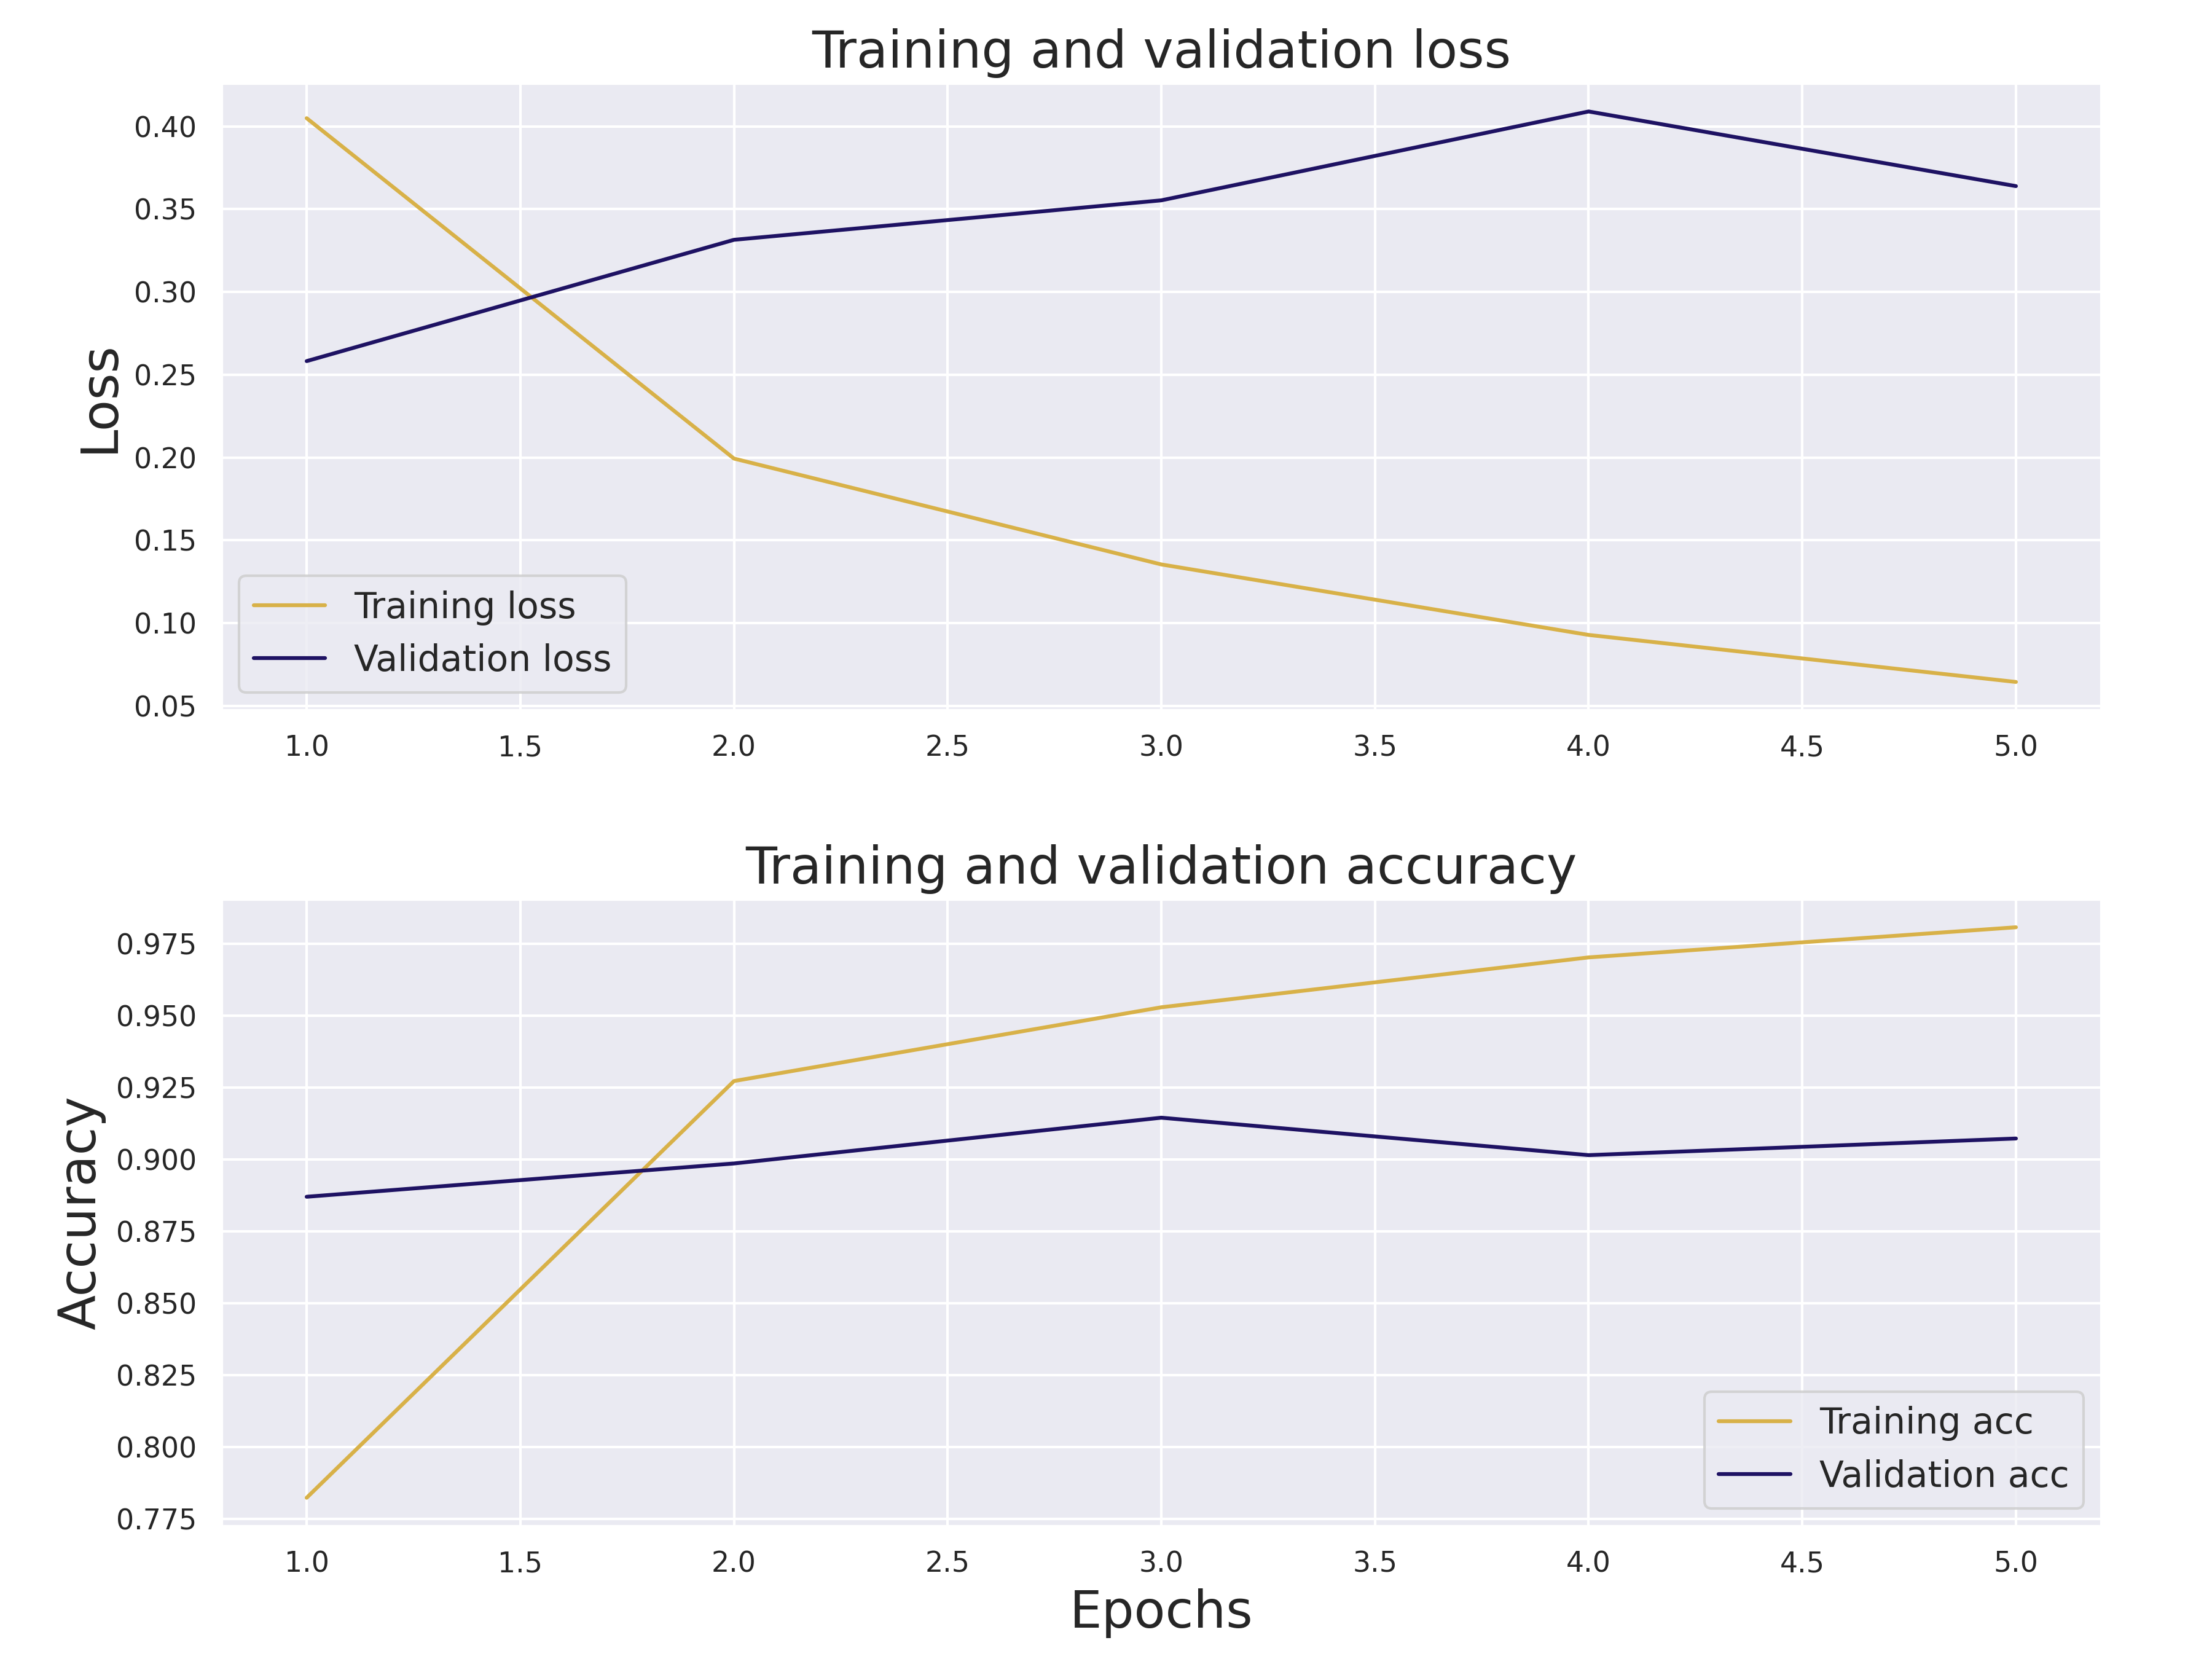 Training and validation loss
0.40
0.35
0.30
0.25
0.20
0.15
0.10
0.05
Loss
Training loss
Validation loss
1.0 1.5 2.0 2.5 3.0 3.5 4.0 4.5 5.0
Training and validation accuracy
0.975
0.950
0.925
0.900
0.875
0.850
0.825
0.800
0.775
Accuracy
Training acc
Validation acc
1.0 1.5 2.0 2.5 3.0 3.5 4.0 4.5 5.0
Epochs